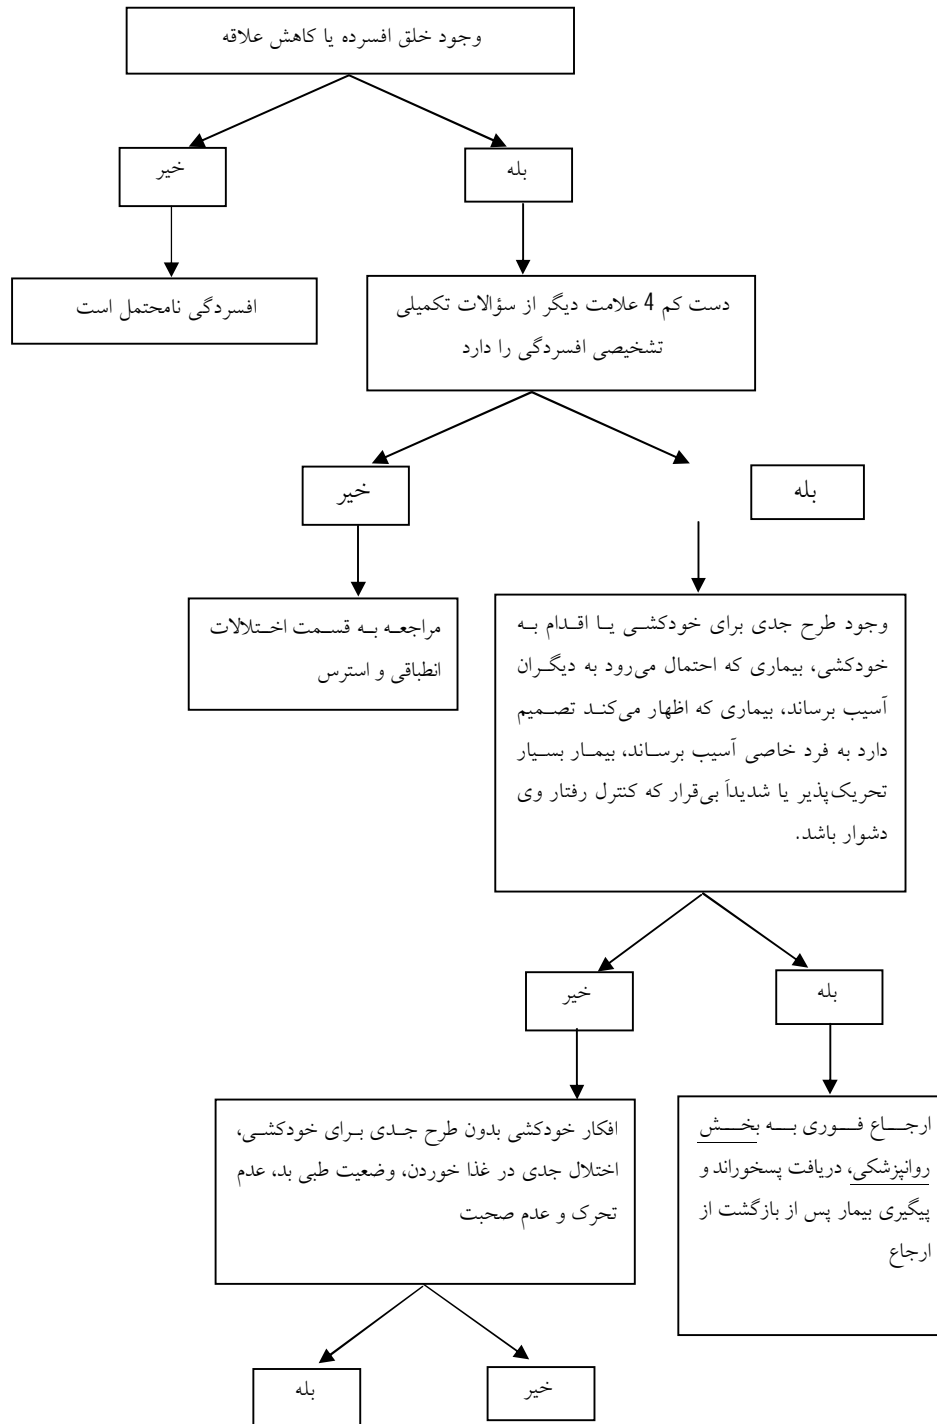 وجود خلق افسرده یا کاهش علاقه
بله
خیر
افسردگی نامحتمل است
دست کم 4 علامت دیگر از سؤالات تکمیلی
تشخیصی افسردگی را دارد
بله
خیر
مراجعه به قسمت اختلالات
انطباقی و استرس
وجود طرح جدی برای خودکشی یا اقدام به
خودکشی، بیماری که احتمال می‌رود به دیگران
آسیب برساند، بیماری که اظهار می‌کند تصمیم
دارد به فرد خاصی آسیب برساند، بیمار بسیار
تحریک‌پذیر یا شدیداَ بی‌قرار که کنترل رفتار وی
دشوار باشد.
بله
خیر
ارجاع فوری به بخش
روانپزشکی، دریافت پسخوراند و
پیگیری بیمار پس از بازگشت از
ارجاع
افکار خودکشی بدون طرح جدی برای خودکشی،
اختلال جدی در غذا خوردن، وضعیت طبی بد، عدم
تحرک و عدم صحبت
خیر
بله